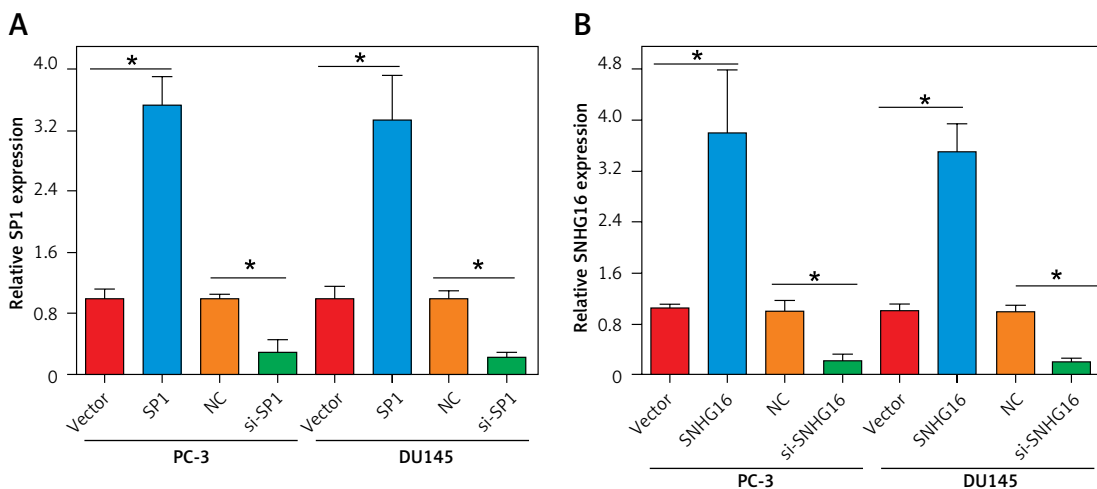 A
Relative SP1 expression
4.0
3.2
2.4
1.6
0.8
0
*
*
*
*
Vector
SP1
NC
si-SP1
Vector
SP1
NC
si-SP1
PC-3
DU145
B
Relative SNHG16 expression
4.8
4.0
3.2
2.4
1.6
0.8
0
*
*
*
*
Vector
SNHG16
NC
si-SNHG16
Vector
SNHG16
NC
si-SNHG16
PC-3
DU145